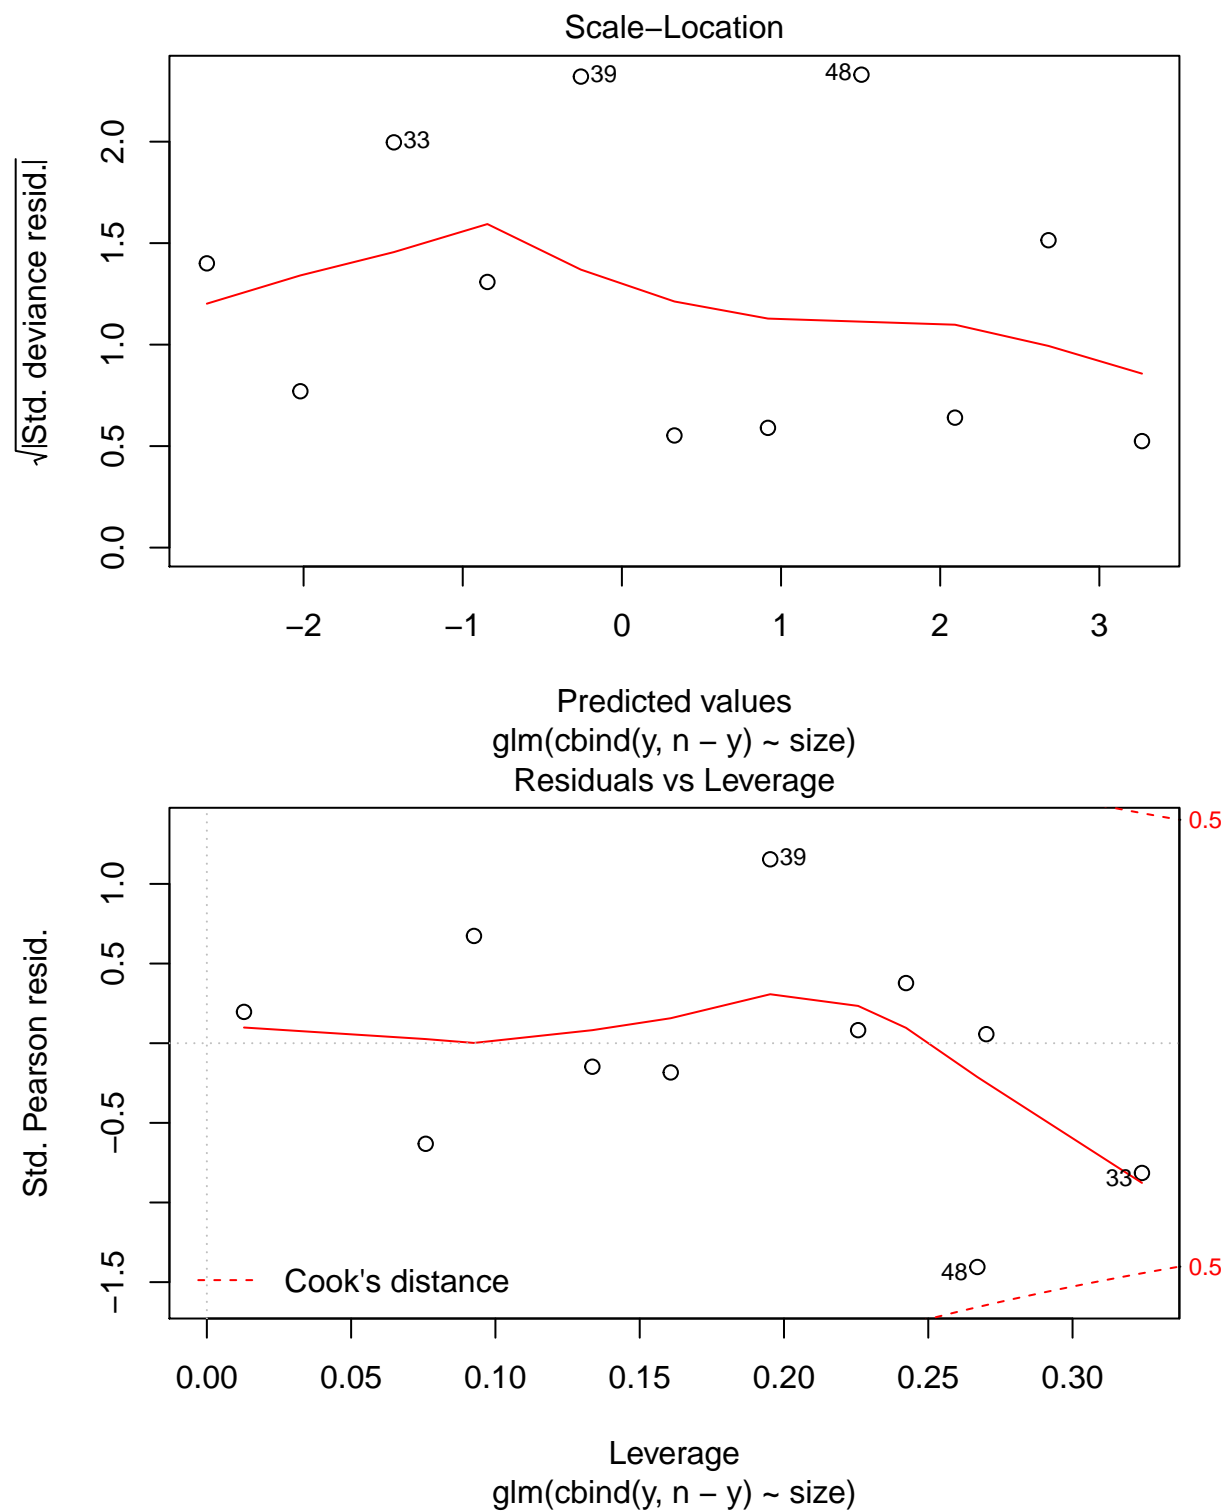 Scale−Location
39
48
33
2.0
1.5
1.0
0.5
0.0
√|Std. deviance resid.|
−2 −1 0 1 2 3
Predicted values
glm(cbind(y, n − y) ~ size)
Residuals vs Leverage
0.5
39
1.0
0.5
−0.5
−1.5
Std. Pearson resid.
33
48
0.5
Cook's distance
0.00 0.05 0.10 0.15 0.20 0.25 0.30
Leverage
glm(cbind(y, n − y) ~ size)